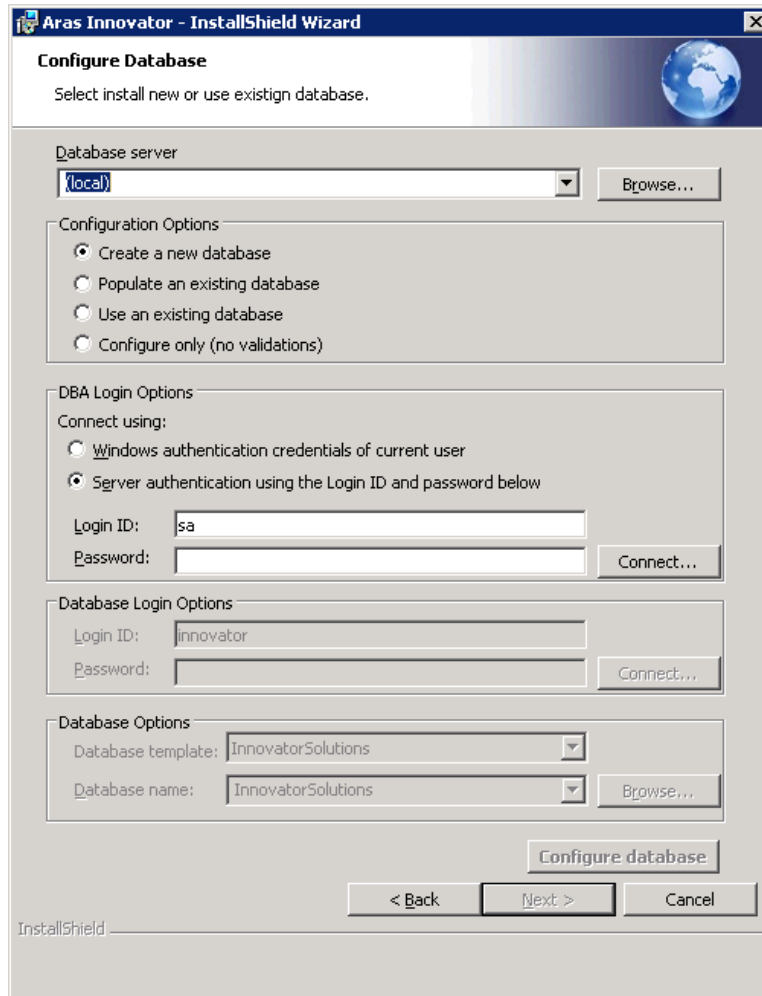 Aras Innovator - InstallShield Wizard
Configure Database
Select install new or use existign database.
Database server
(local)
Browse...
Configuration Options
Create a new database
Populate an existing database
Use an existing database
Configure only (no validations)
DBA Login Options
Connect using:
Windows authentication credentials of current user
Server authentication using the Login ID and password below
Login ID: sa
Password: Connect...
Database Login Options
Login ID: innovator
Password: Connect...
Database Options
Database template: InnovatorSolutions
Database name: InnovatorSolutions Browse...
Configure database
< Back Next > Cancel
InstallShield